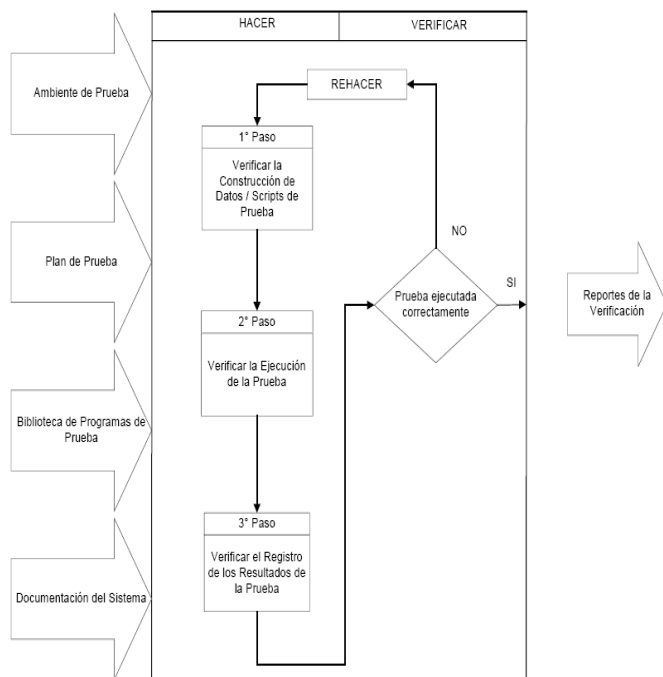 HACER
VERIFICAR
Ambiente de Prueba
REHACER
1° Paso
Verificar la
Construcción de
Datos / Scripts de
Prueba
NO
Plan de Prueba
SI
Prueba ejecutada
correctamente
Reportes de la
Verificación
2° Paso
Verificar la Ejecución
de la Prueba
Biblioteca de Programas de
Prueba
3° Paso
Verificar el Registro
de los Resultados de
la Prueba
Documentación del Sistema